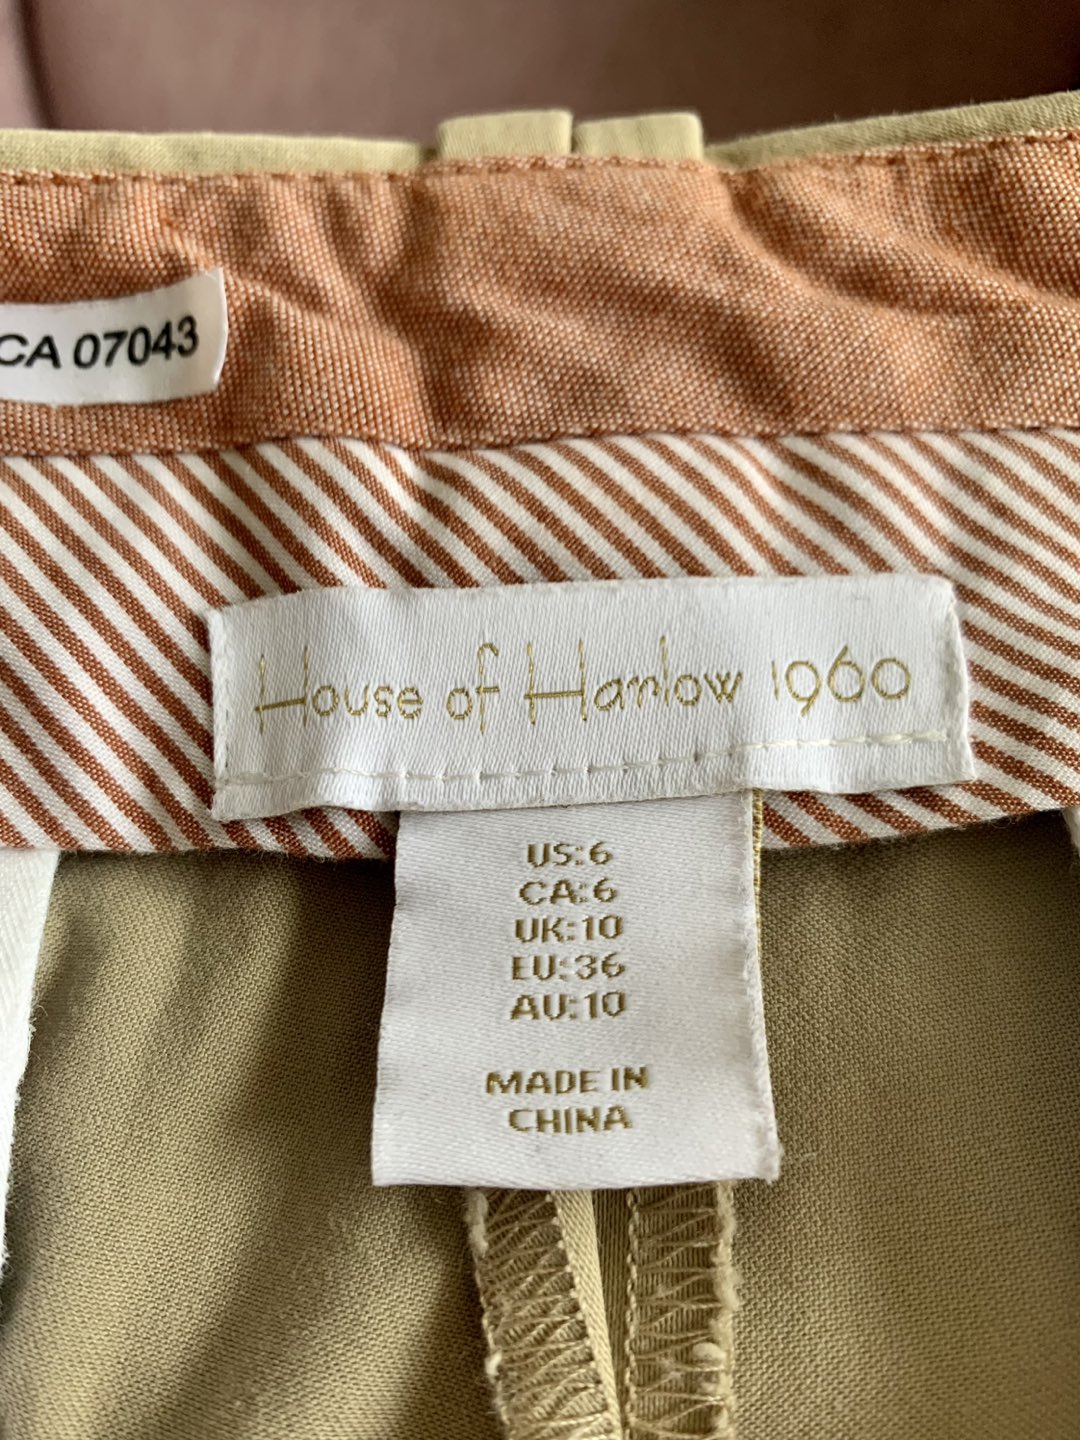 CA 07043
House of Harlow 1960
US:6
CA:6
UK:10
EU:36
AU:10
MADE IN
CHINA